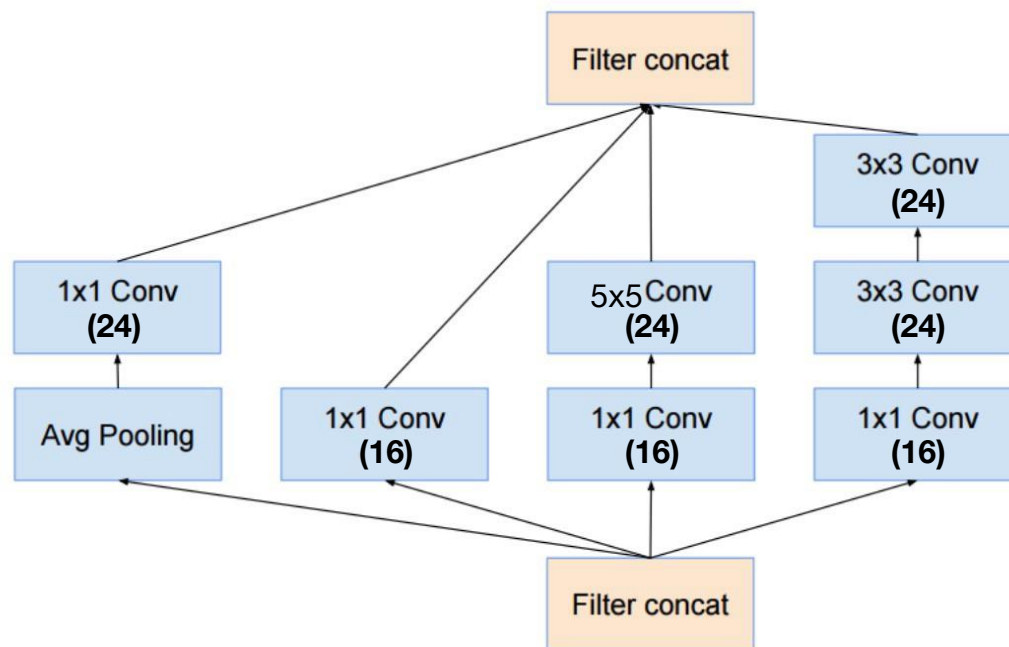 Filter concat
3x3 Conv
(24)
1x1 Conv
(24)
5x5 Conv
(24)
3x3 Conv
(24)
Avg Pooling
1x1 Conv
(16)
1x1 Conv
(16)
1x1 Conv
(16)
Filter concat